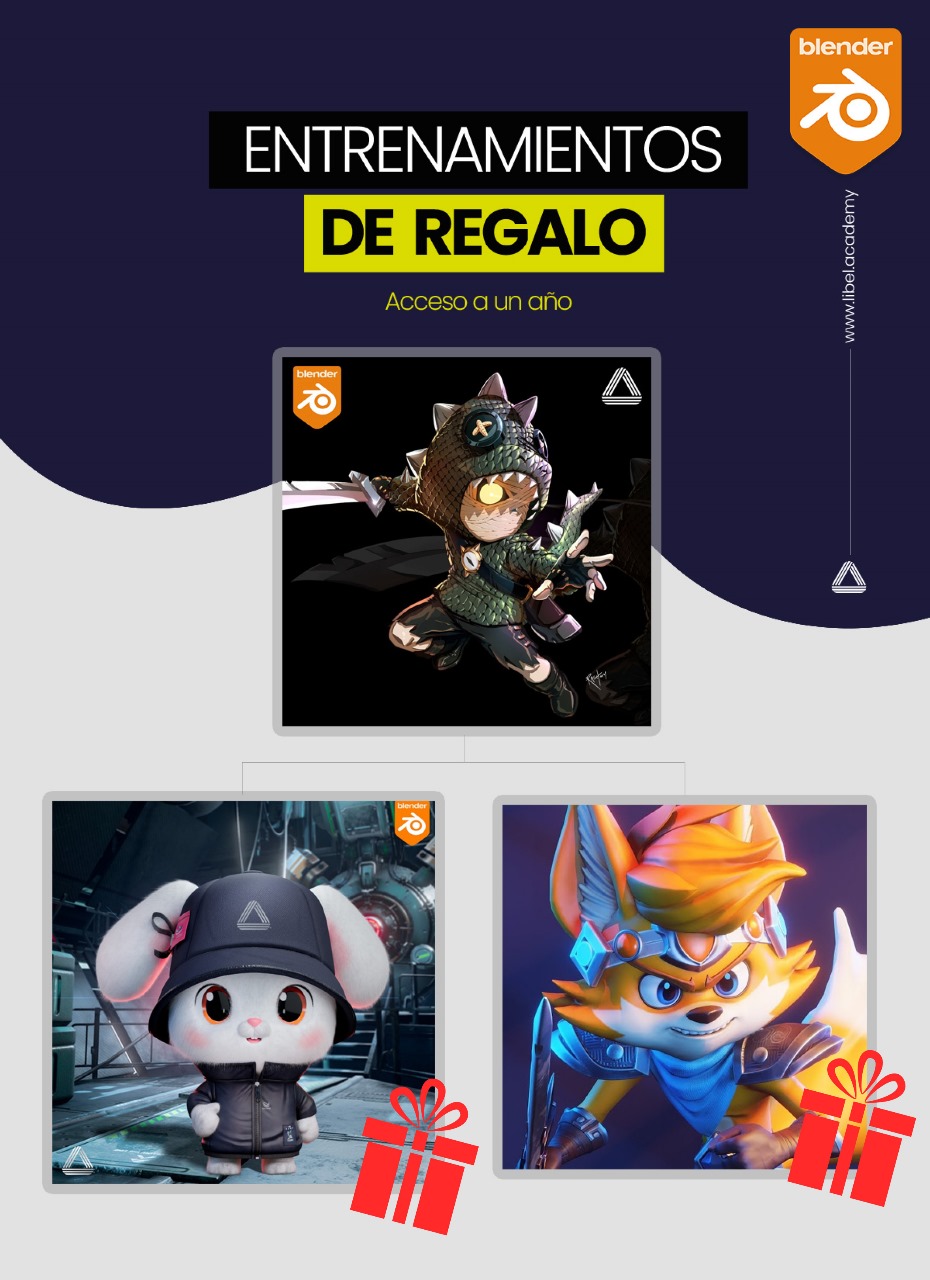 blender
ENTRENAMIENTOS
DE REGALO
Acceso a un año
www.libel.academy
blender
blender